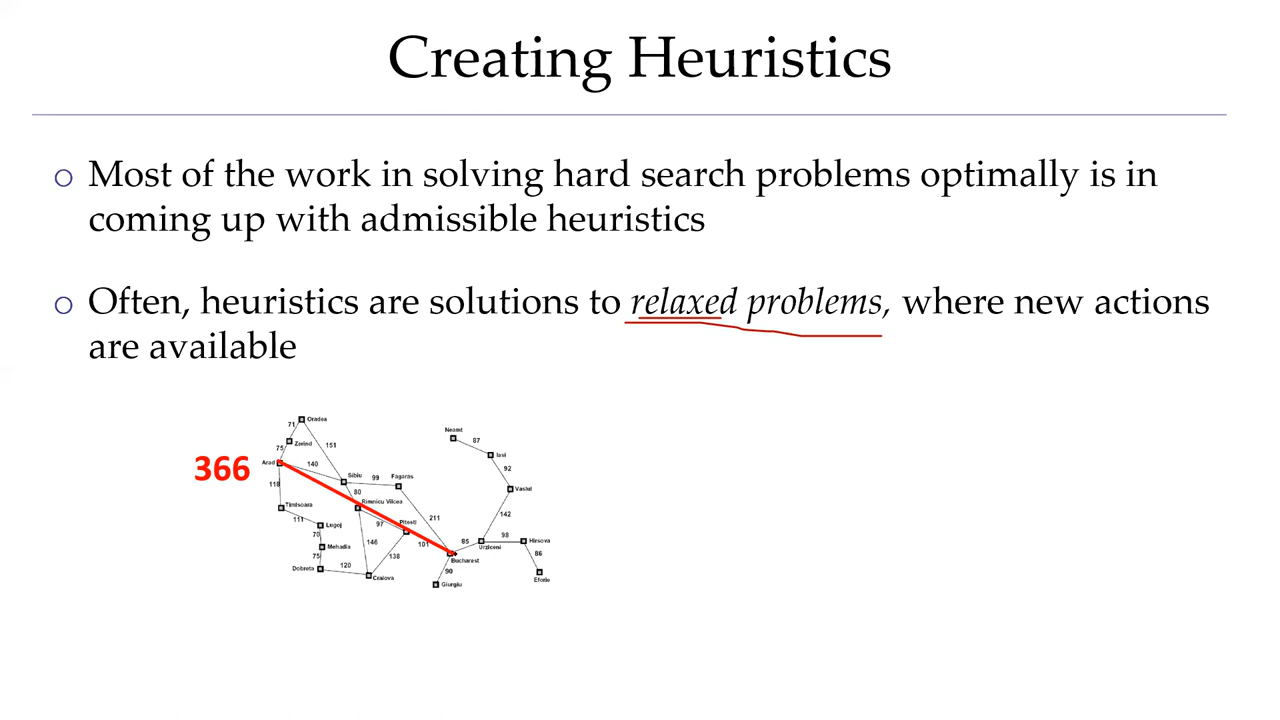 Creating Heuristics
Most of the work in solving hard search problems optimally is in
coming up with admissible heuristics
Often, heuristics are solutions to relaxed problems, where new actions
are available
366
Oradea
71
Zerind
151
75
Arad
140
118
Sibiu
99
Fagaras
80
Rimnicu Vilcea
Timisoara
111
Lugoj
70
Mehadia
75
Dobreta
120
146
97
Pitesti
211
101
138
Craiova
Neamt
87
Iasi
92
Vaslui
142
85
Urziceni
98
Hirsova
86
Eforie
Bucharest
90
Giurgiu